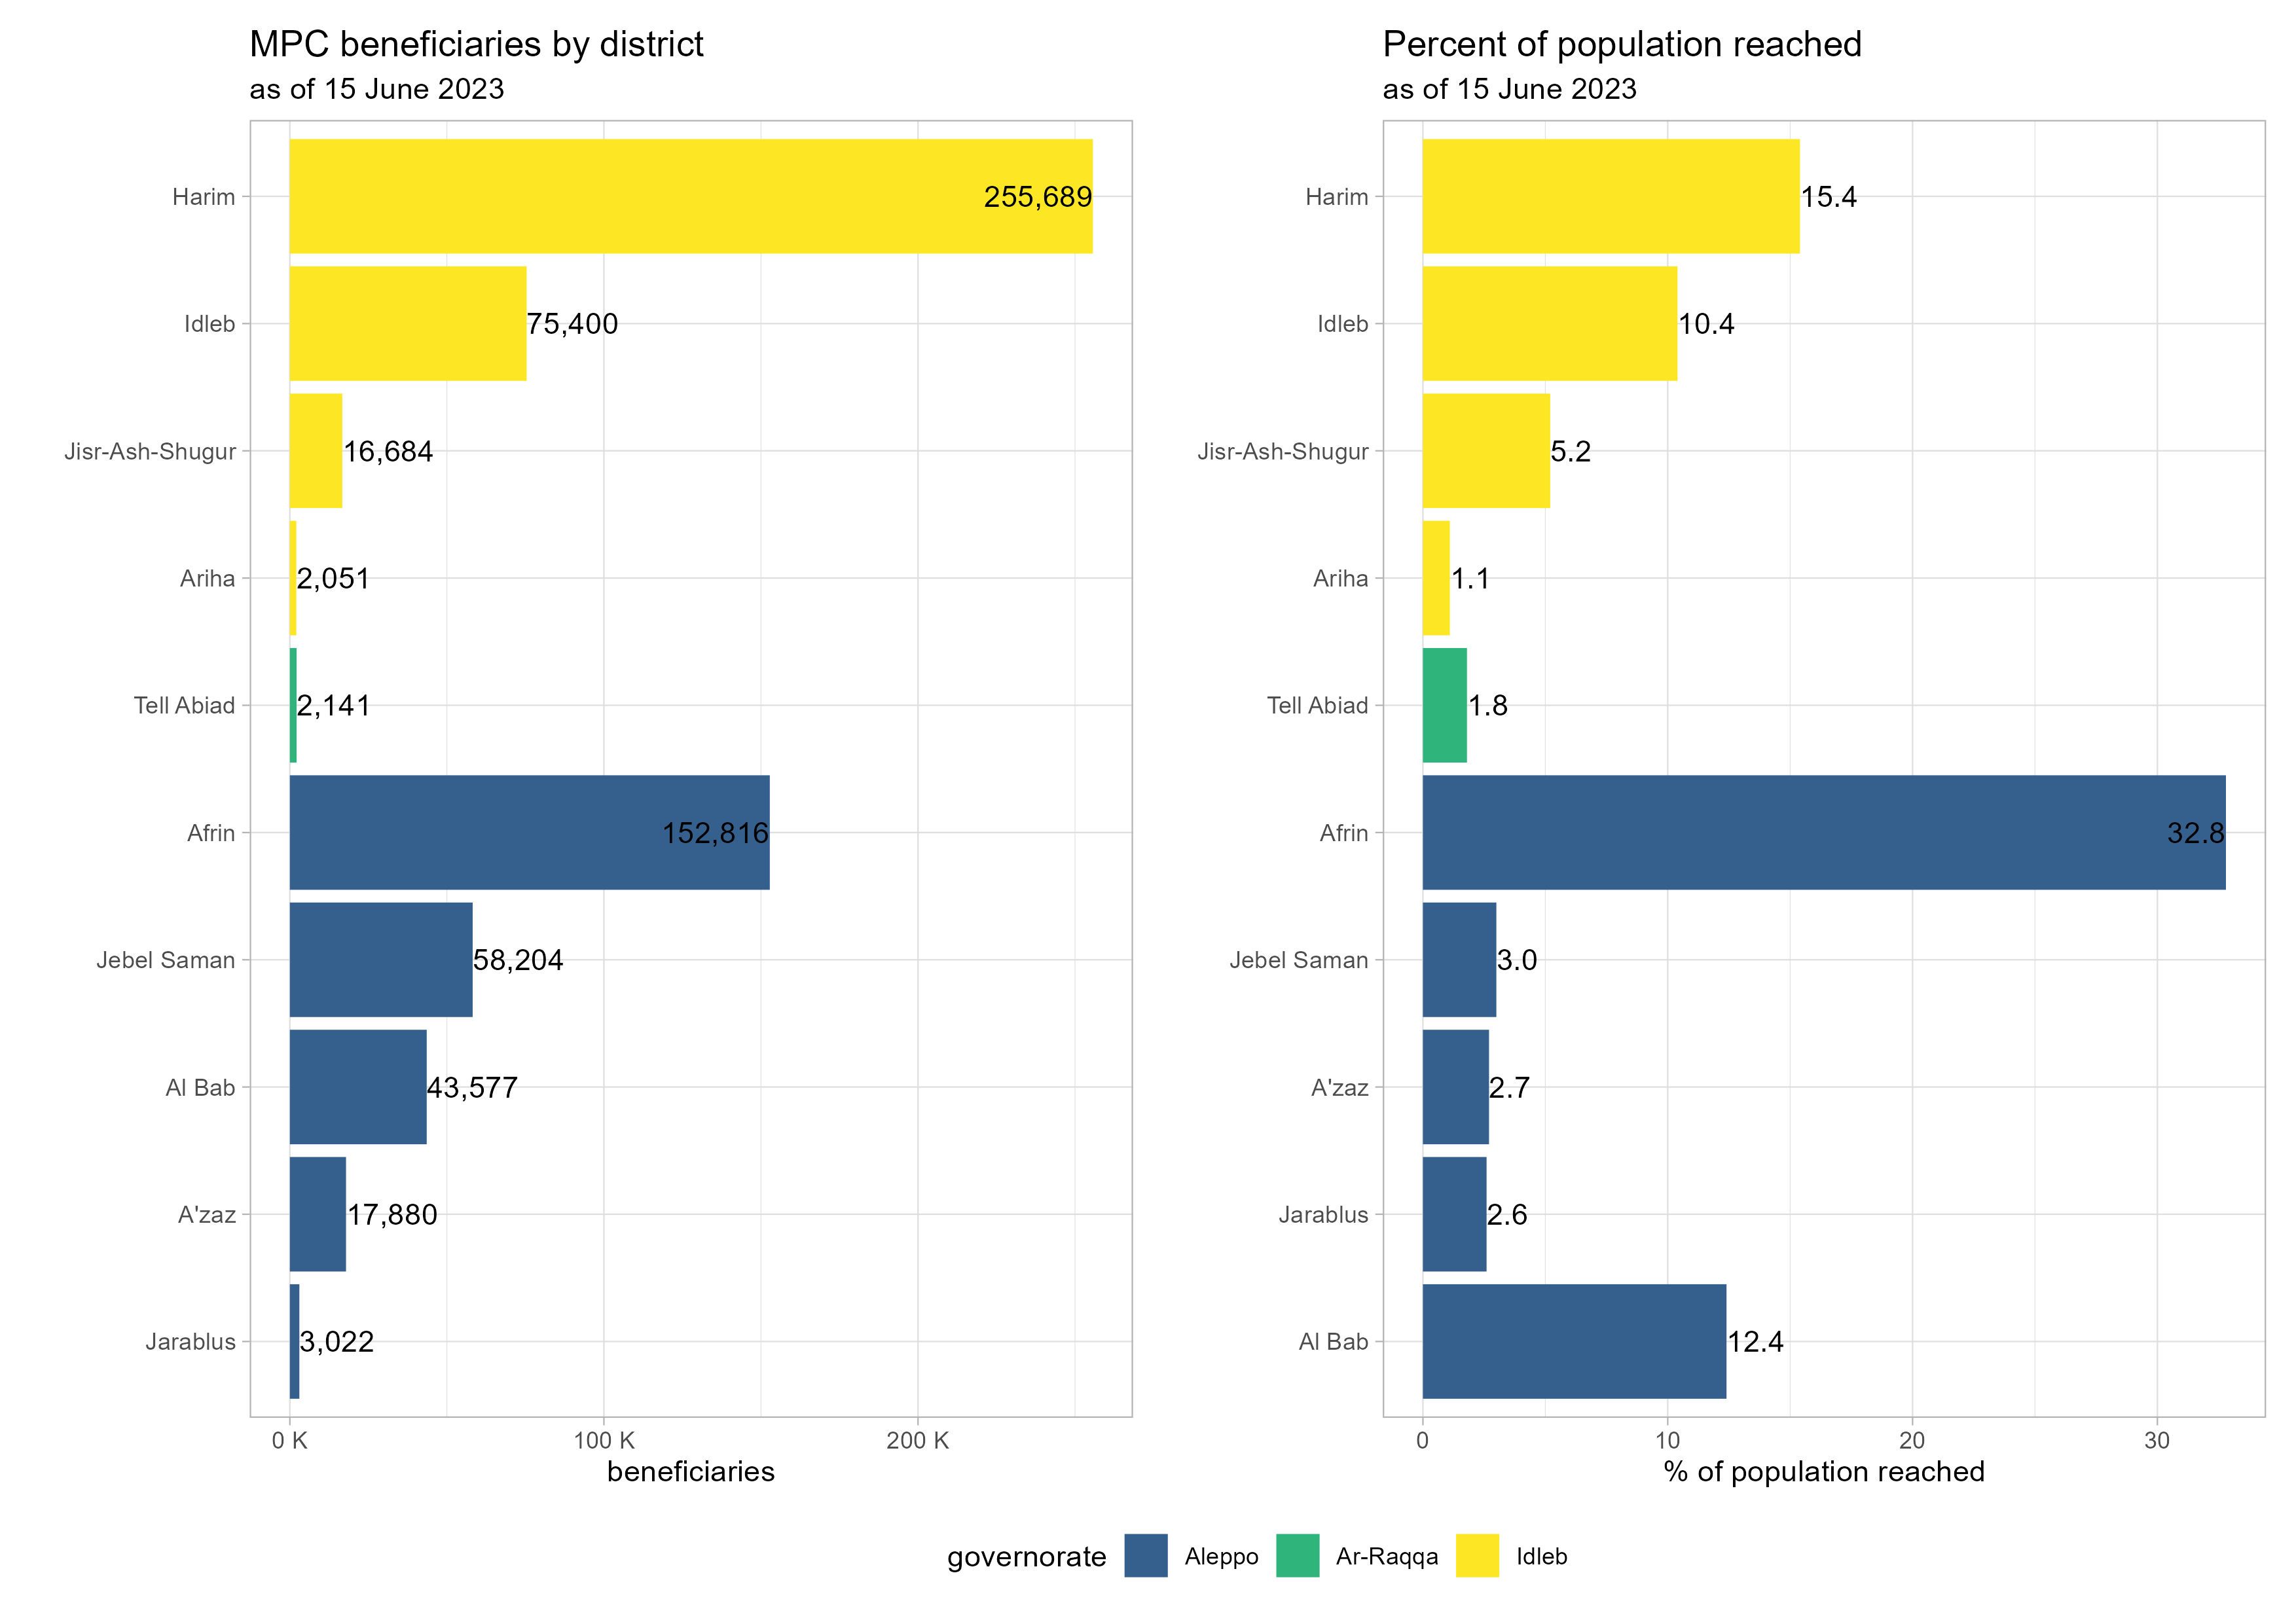 MPC beneficiaries by district
as of 15 June 2023
Harim
255,689
Idleb
75,400
Jisr-Ash-Shugur
16,684
Ariha
2,051
Tell Abiad
2,141
Afrin
152,816
Jebel Saman
58,204
Al Bab
43,577
A'zaz
17,880
Jarablus
3,022
0 K 100 K 200 K
beneficiaries
Percent of population reached
as of 15 June 2023
Harim
15.4
Idleb
10.4
Jisr-Ash-Shugur
5.2
Ariha
1.1
Tell Abiad
1.8
Afrin
32.8
Jebel Saman
3.0
A'zaz
2.7
Jarablus
2.6
Al Bab
12.4
0 10 20 30
% of population reached
governorate Aleppo Ar-Raqqa Idleb